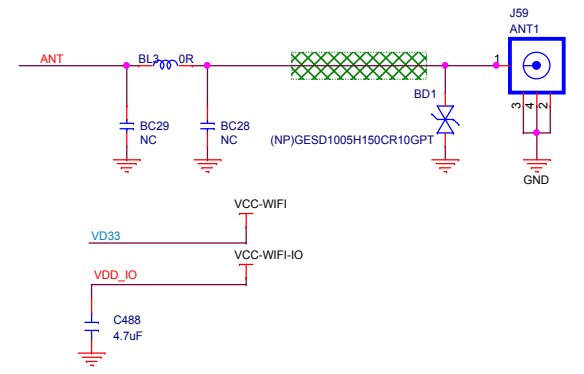 J59
ANT1
ANT
BL3
0R
1
BD1
BC29
NC
BC28
NC
(NP)GESD1005H150CR10GPT
3
4
2
GND
VCC-WIFI
VD33
VCC-WIFI-IO
VDD_IO
C488
4.7uF